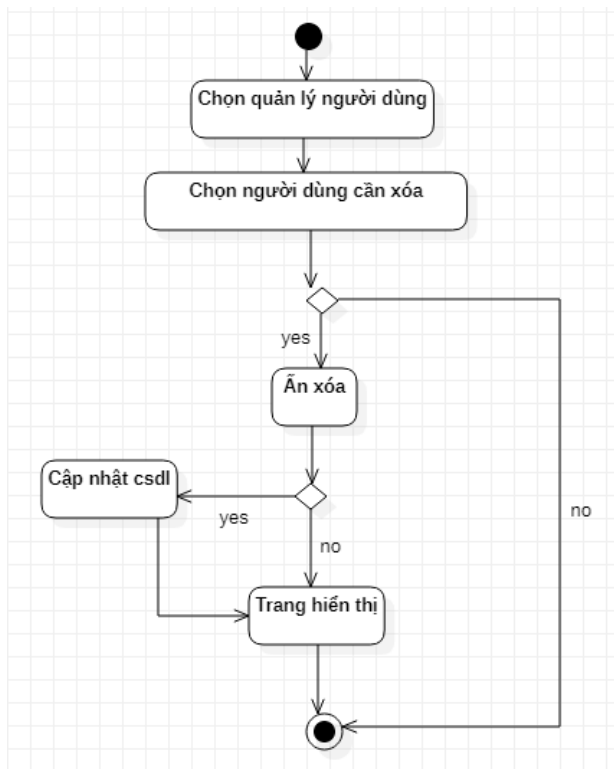 Chọn quản lý người dùng
Chọn người dùng cần xóa
yes
Ấn xóa
Cập nhật csdl
yes
no
no
Trang hiển thị